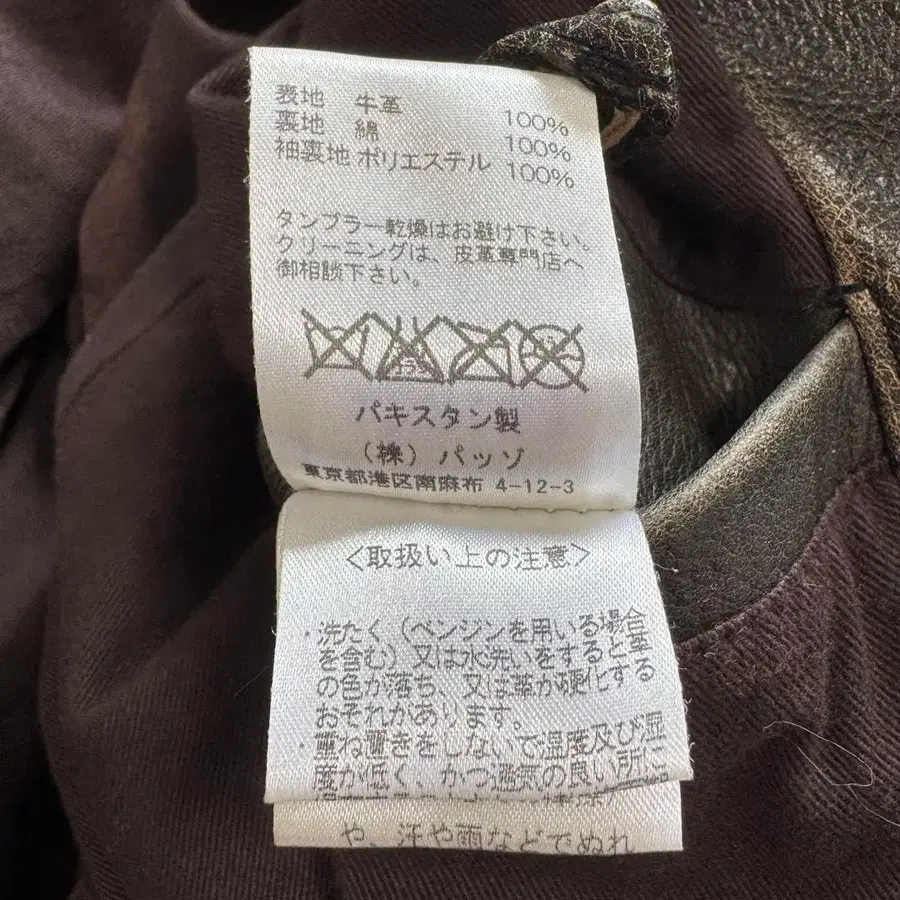 表地 牛革 100%
裏地 綿 100%
袖裏地 ポリエステル 100%
タンブラー乾燥はお避け下さい。
クリーニングは、皮革専門店へ
御相談下さい。
パキスタン製
(株) パッゾ
東京都港区南麻布 4-12-3
<取扱い上の注意>
・洗たく(ベンジンを用いる場合
を含む)又は水洗いをすると革
の色が落ち、又は革が硬化する
おそれがあります。
・重ね置きをしないで温度及び湿
度が低く、かつ通気の良い所に
や、汗や雨などでぬれ